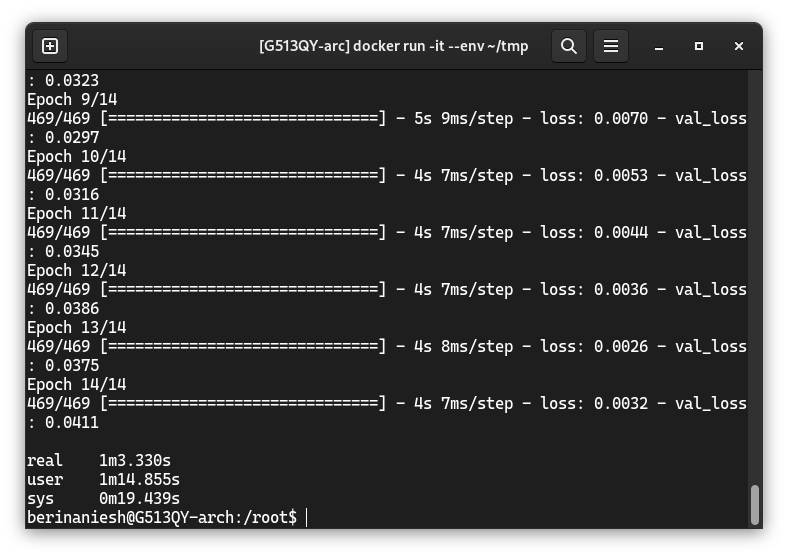 [G513QY-arc] docker run -it --env ~/tmp
: 0.0323
Epoch 9/14
469/469 [==============================] - 5s 9ms/step - loss: 0.0070 - val_loss
: 0.0297
Epoch 10/14
469/469 [==============================] - 4s 7ms/step - loss: 0.0053 - val_loss
: 0.0316
Epoch 11/14
469/469 [==============================] - 4s 7ms/step - loss: 0.0044 - val_loss
: 0.0345
Epoch 12/14
469/469 [==============================] - 4s 7ms/step - loss: 0.0036 - val_loss
: 0.0386
Epoch 13/14
469/469 [==============================] - 4s 8ms/step - loss: 0.0026 - val_loss
: 0.0375
Epoch 14/14
469/469 [==============================] - 4s 7ms/step - loss: 0.0032 - val_loss
: 0.0411
real    1m3.330s
user    1m14.855s
sys     0m19.439s
berinaniesh@G513QY-arch:/root$